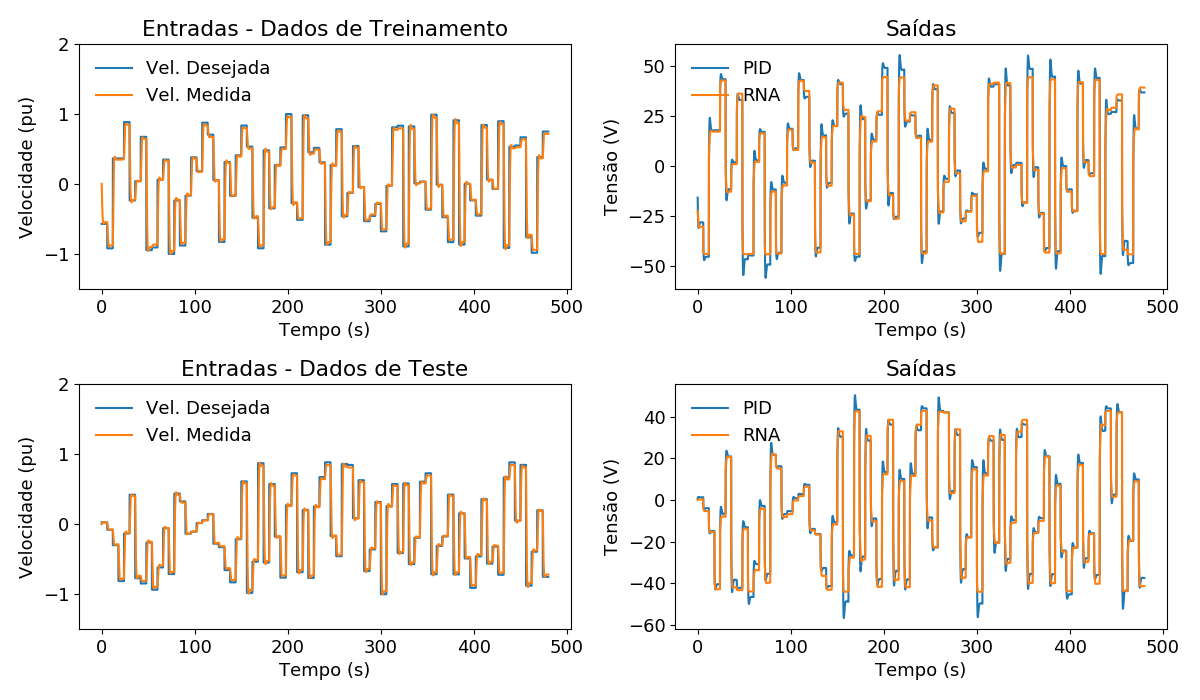 Entradas - Dados de Treinamento
Velocidade (pu)
2
1
0
−1
Vel. Desejada
Vel. Medida
0 100 200 300 400 500
Tempo (s)
Saídas
Tensão (V)
50
25
0
−25
−50
PID
RNA
0 100 200 300 400 500
Tempo (s)
Entradas - Dados de Teste
Velocidade (pu)
2
1
0
−1
Vel. Desejada
Vel. Medida
0 100 200 300 400 500
Tempo (s)
Saídas
Tensão (V)
40
20
0
−20
−40
−60
PID
RNA
0 100 200 300 400 500
Tempo (s)